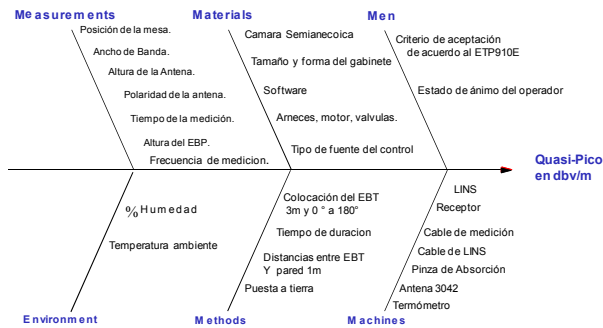 Measurements
Materials
Men
Posición de la mesa.
Ancho de Banda.
Altura de la Antena.
Polaridad de la antena.
Tiempo de la medición.
Altura del EBP.
Frecuencia de medicion.
Camara Semianecoica
Tamaño y forma del gabinete
Software
Arneces, motor, valvulas.
Tipo de fuente del control
Criterio de aceptación
de acuerdo al ETP910E
Estado de ánimo del operador
Quasi-Pico
en dbv/m
% Humedad
Temperatura ambiente
Colocación del EBT
3m y 0 ° a 180°
Tiempo de duracion
Distancias entre EBT
Y pared 1m
Puesta a tierra
LINS
Receptor
Cable de medición
Cable de LINS
Pinza de Absorción
Antena 3042
Termómetro
Environment
Methods
Machines